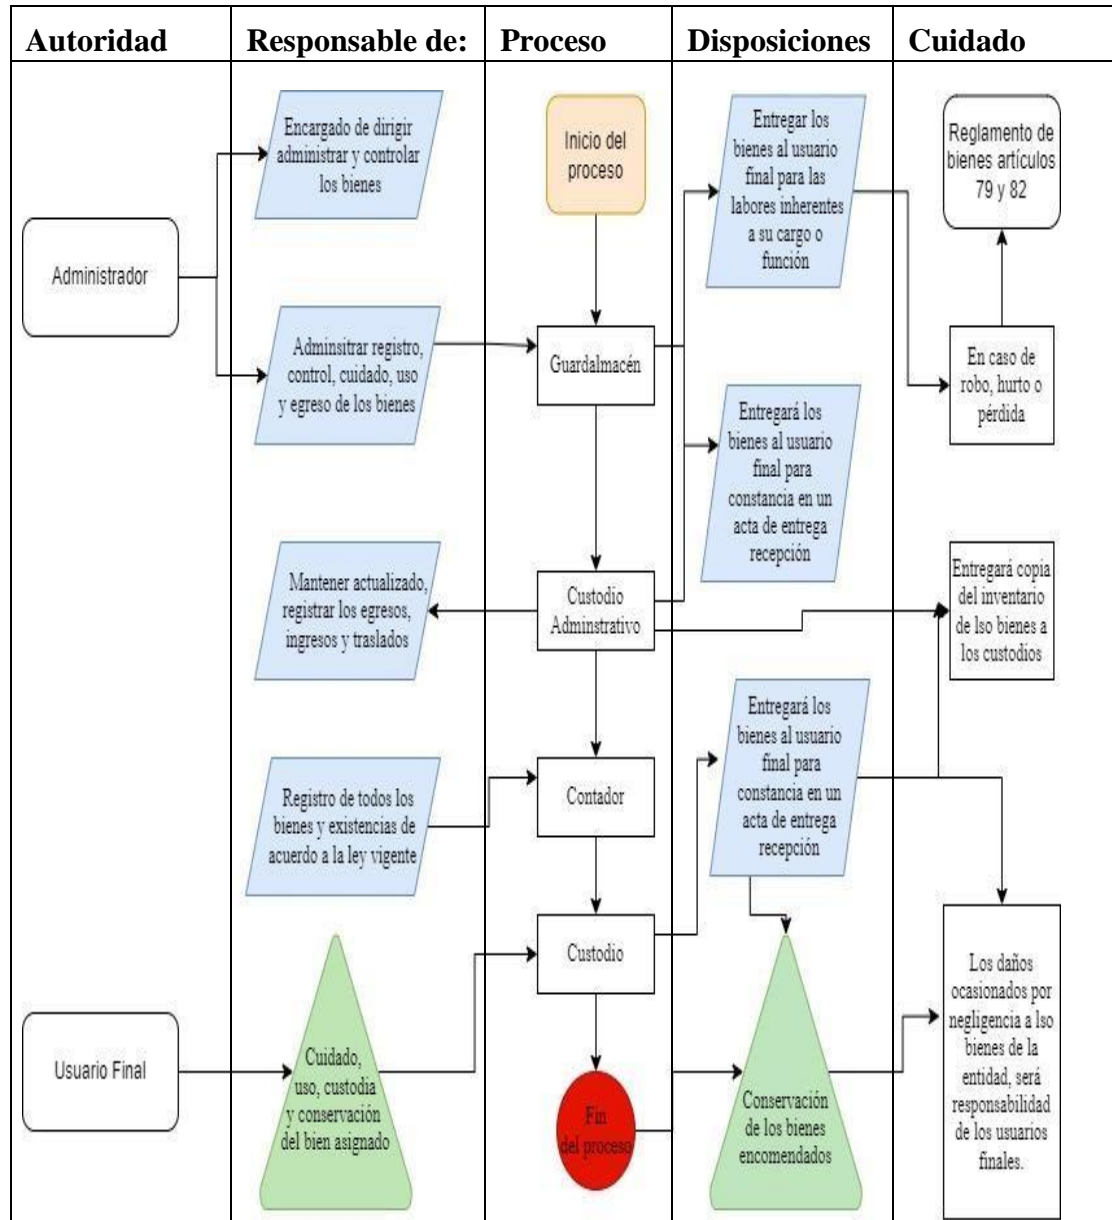 Autoridad
Responsable de:
Proceso
Disposiciones
Cuidado
Administrador
Usuario Final
Encargado de dirigir
administrar y controlar
los bienes
Adminsitrar registro,
control, cuidado, uso
y egreso de los bienes
Mantener actualizado,
registrar los egresos,
ingresos y traslados
Registro de todos los
bienes y existencias de
acuerdo a la ley vigente
Cuidado,
uso, custodia
y conservación
del bien asignado
Inicio del
proceso
Guardalmacén
Custodio
Adminstrativo
Contador
Custodio
Fin
del proceso
Entregar los
bienes al usuario
final para las
labores inherentes
a su cargo o
función
Entregará los
bienes al usuario
final para
constancia en un
acta de entrega
recepción
Entregará los
bienes al usuario
final para
constancia en un
acta de entrega
recepción
Conservación
de los bienes
encomendados
Reglamento de
bienes artículos
79 y 82
En caso de
robo, hurto o
pérdida
Entregará copia
del inventario
de lso bienes a
los custodios
Los daños
ocasionados por
negligencia a lso
bienes de la
entidad, será
responsabilidad
de los usuarios
finales.